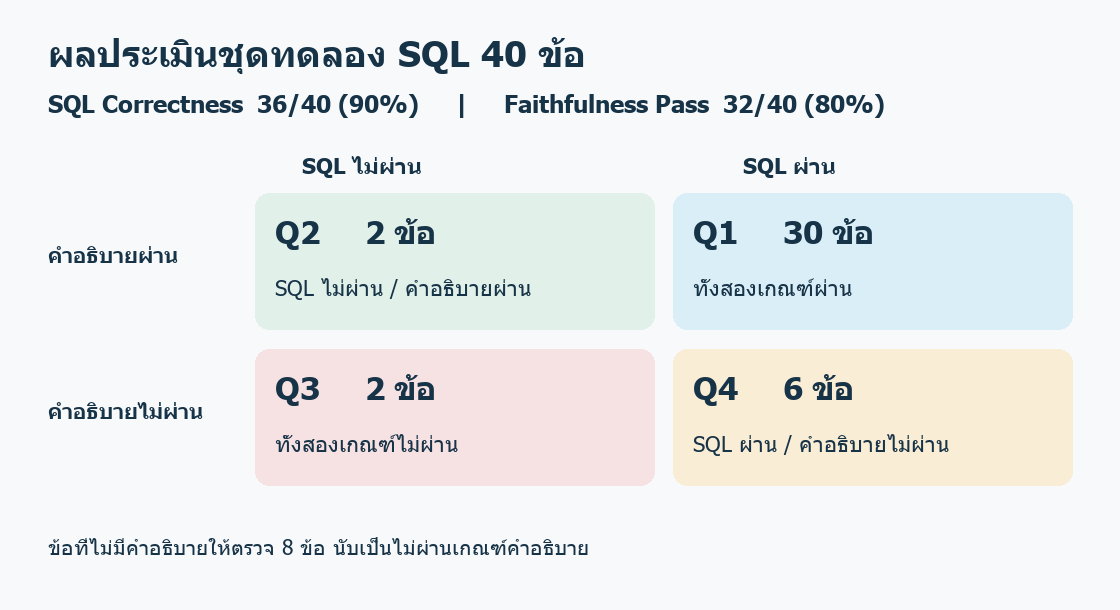 ผลประเมินชุดทดลอง SQL 40 ข้อ
SQL Correctness 36/40 (90%) | Faithfulness Pass 32/40 (80%)
SQL ไม่ผ่าน SQL ผ่าน
คำอธิบายผ่าน
Q2 2 ข้อ
SQL ไม่ผ่าน / คำอธิบายผ่าน
Q1 30 ข้อ
ทั้งสองเกณฑ์ผ่าน
คำอธิบายไม่ผ่าน
Q3 2 ข้อ
ทั้งสองเกณฑ์ไม่ผ่าน
Q4 6 ข้อ
SQL ผ่าน / คำอธิบายไม่ผ่าน
ข้อที่ไม่มีคำอธิบายให้ตรวจ 8 ข้อ นับเป็นไม่ผ่านเกณฑ์คำอธิบาย